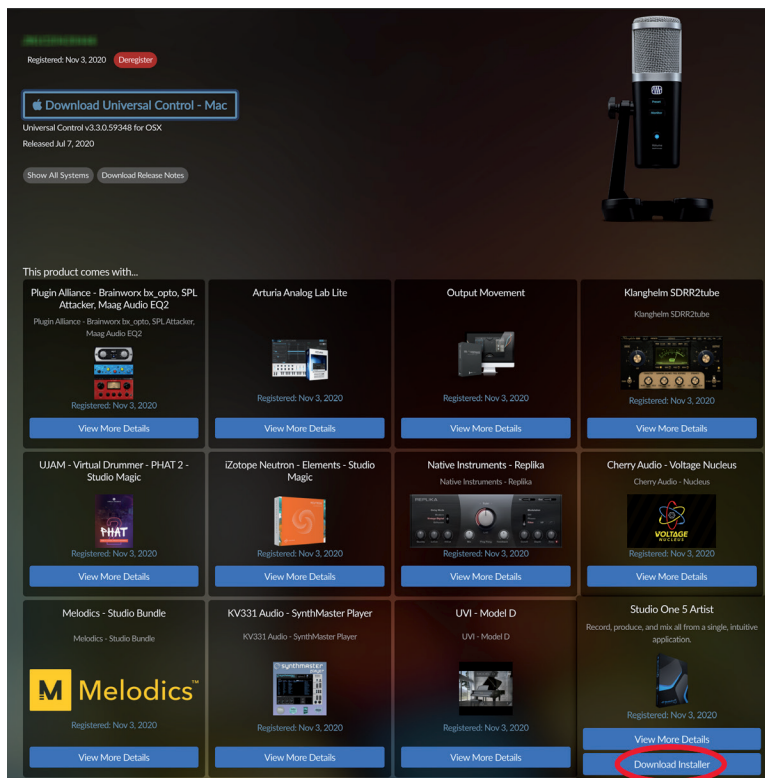 Registered: Nov 3, 2020 Deregister
Download Universal Control - Mac
Universal Control v3.3.0.59348 for OSX
Released Jul 7, 2020
Show All Systems Download Release Notes
This product comes with...
Plugin Alliance - Brainworx bx_opto, SPL
Attacker, Maag Audio EQ2
Plugin Alliance - Brainworx bx_opto, SPL Attacker,
Maag Audio EQ2
Registered: Nov 3, 2020
View More Details
Arturia Analog Lab Lite
Registered: Nov 3, 2020
View More Details
Output Movement
Registered: Nov 3, 2020
View More Details
Klanghelm SDRR2tube
Klanghelm SDRR2tube
Registered: Nov 3, 2020
View More Details
UJAM - Virtual Drummer - PHAT 2 -
Studio Magic
PHAT
Registered: Nov 3, 2020
View More Details
iZotope Neutron - Elements - Studio
Magic
Registered: Nov 3, 2020
View More Details
Native Instruments - Replika
Native Instruments - Replika
REPLIKA
Registered: Nov 3, 2020
View More Details
Cherry Audio - Voltage Nucleus
Cherry Audio - Nucleus
VOLTAGE
NUCLEUS
Registered: Nov 3, 2020
View More Details
Melodics - Studio Bundle
Melodics - Studio Bundle
M Melodics™
Registered: Nov 3, 2020
View More Details
KV331 Audio - SynthMaster Player
KV331 Audio - SynthMaster Player
synthmaster
player
Registered: Nov 3, 2020
View More Details
UVI - Model D
UVI - Model D
Registered: Nov 3, 2020
View More Details
Studio One 5 Artist
Record, produce, and mix all from a single, intuitive
application.
Registered: Nov 3, 2020
View More Details
Download Installer